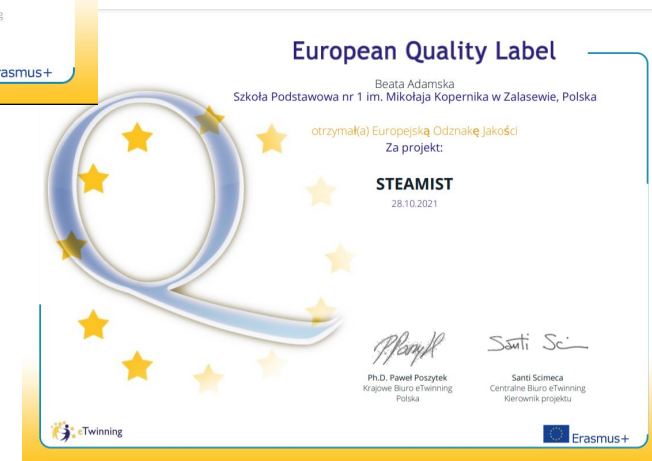 European Quality Label
Beata Adamska
Szkoła Podstawowa nr 1 im. Mikołaja Kopernika w Zalasewie, Polska
otrzymał(a) Europejską Odznakę Jakości
Za projekt:
STEAMIST
28.10.2021
Ph.D. Paweł Poszytek
Krajowe Biuro eTwinning
Polska
Santi Scimeca
Centralne Biuro eTwinning
Kierownik projektu
eTwinning
Erasmus+
rasmus+